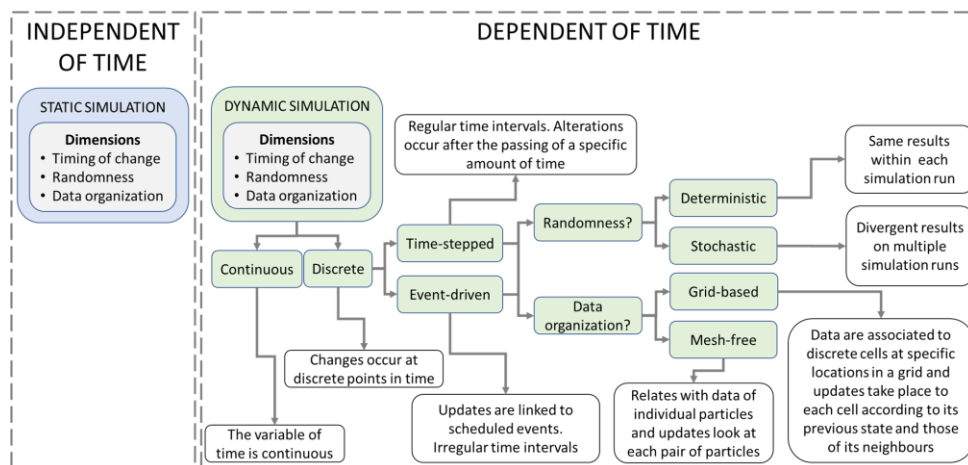 INDEPENDENT
OF TIME
STATIC SIMULATION
Dimensions
• Timing of change
• Randomness
• Data organization
DEPENDENT OF TIME
DYNAMIC SIMULATION
Dimensions
• Timing of change
• Randomness
• Data organization
Regular time intervals. Alterations
occur after the passing of a specific
amount of time
Same results
within each
simulation run
Continuous
Discrete
Time-stepped
Event-driven
Randomness?
Data
organization?
Deterministic
Stochastic
Grid-based
Mesh-free
Divergent results
on multiple
simulation runs
Changes occur at
discrete points in time
The variable of
time is continuous
Updates are linked to
scheduled events.
Irregular time intervals
Relates with data of
individual particles
and updates look at
each pair of particles
Data are associated to
discrete cells at specific
locations in a grid and
updates take place to
each cell according to its
previous state and those
of its neighbours